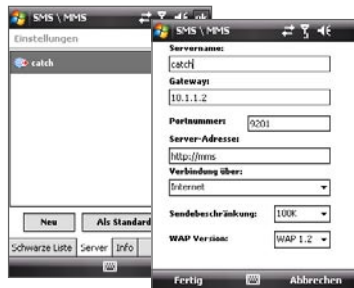 SMS \ MMS
ok
Einstellungen
catch
Neu
Als Standard
Schwarze Liste
Server
Info
SMS \ MMS
Servername:
catch
Gateway:
10.1.1.2
Portnummer:
9201
Server-Adresse:
http://mms
Verbindung über:
Internet
Sendebeschränkung:
100K
WAP Version:
WAP 1.2
Fertig
Abbrechen